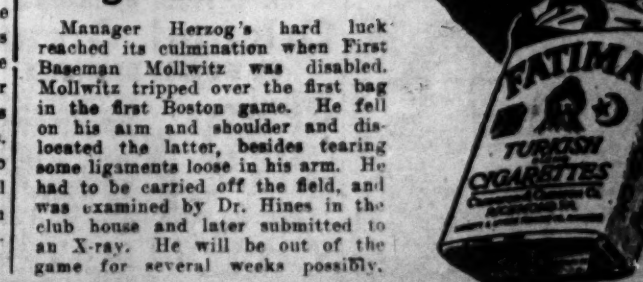 Manager Herzog's hard luck
reached its culmination when First
Baseman Mollwitz was disabled.
Mollwitz tripped over the first bag
in the first Boston game. He fell
on his aim and shoulder and dis-
located the latter, besides tearing
some ligaments loose in his arm. He
had to be carried off the field, and
was examined by Dr. Hines in the
club house and later submitted to
an X-ray. He will be out of the
game for several weeks possibly.
FATIMA
TURKISH
CIGARETTES